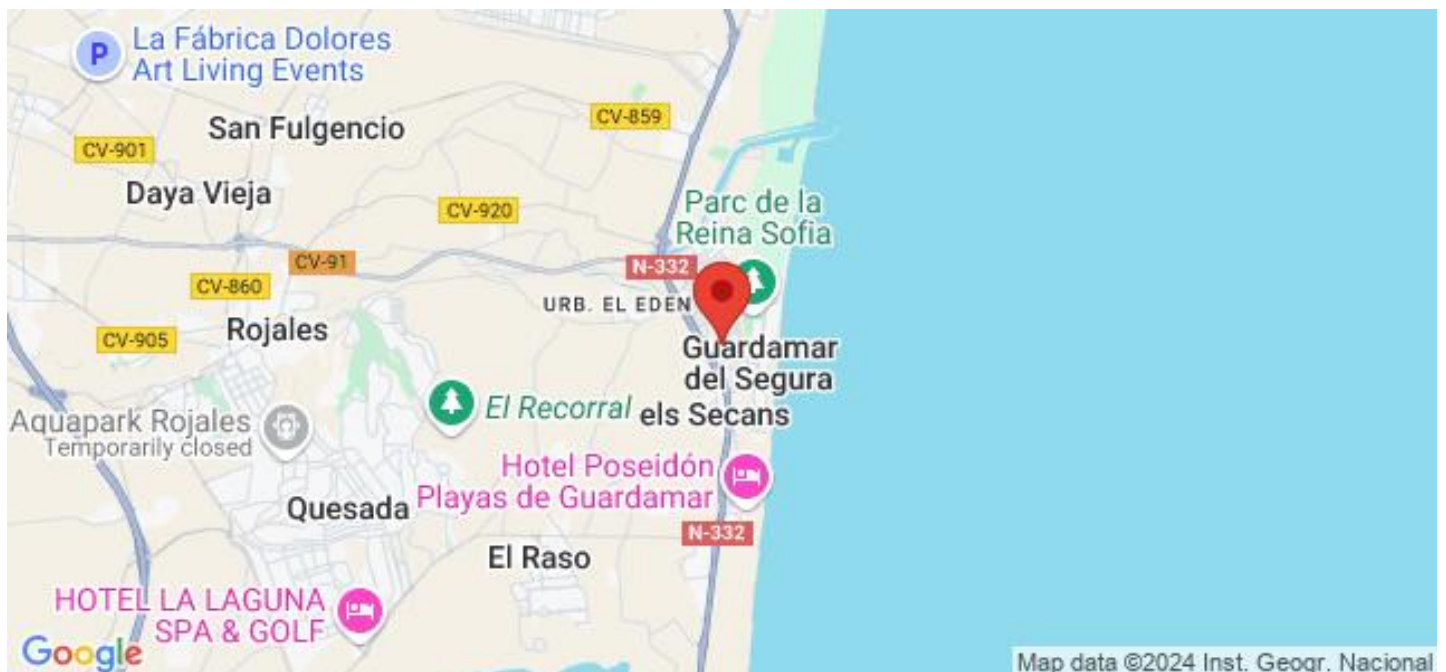 La Fábrica Dolores
Art Living Events
P
San Fulgencio
CV-859
CV-901
Daya Vieja
CV-920
Parc de la
Reina Sofia
CV-91
N-332
CV-860
URB. EL EDEN
Rojales
CV-905
Guardamar
del Segura
El Recorral
els Secans
Aquapark Rojales
Temporarily closed
Hotel Poseidón
Playas de Guardamar
Quesada
N-332
El Raso
HOTEL LA LAGUNA
SPA & GOLF
Google
Map data ©2024 Inst. Geogr. Nacional